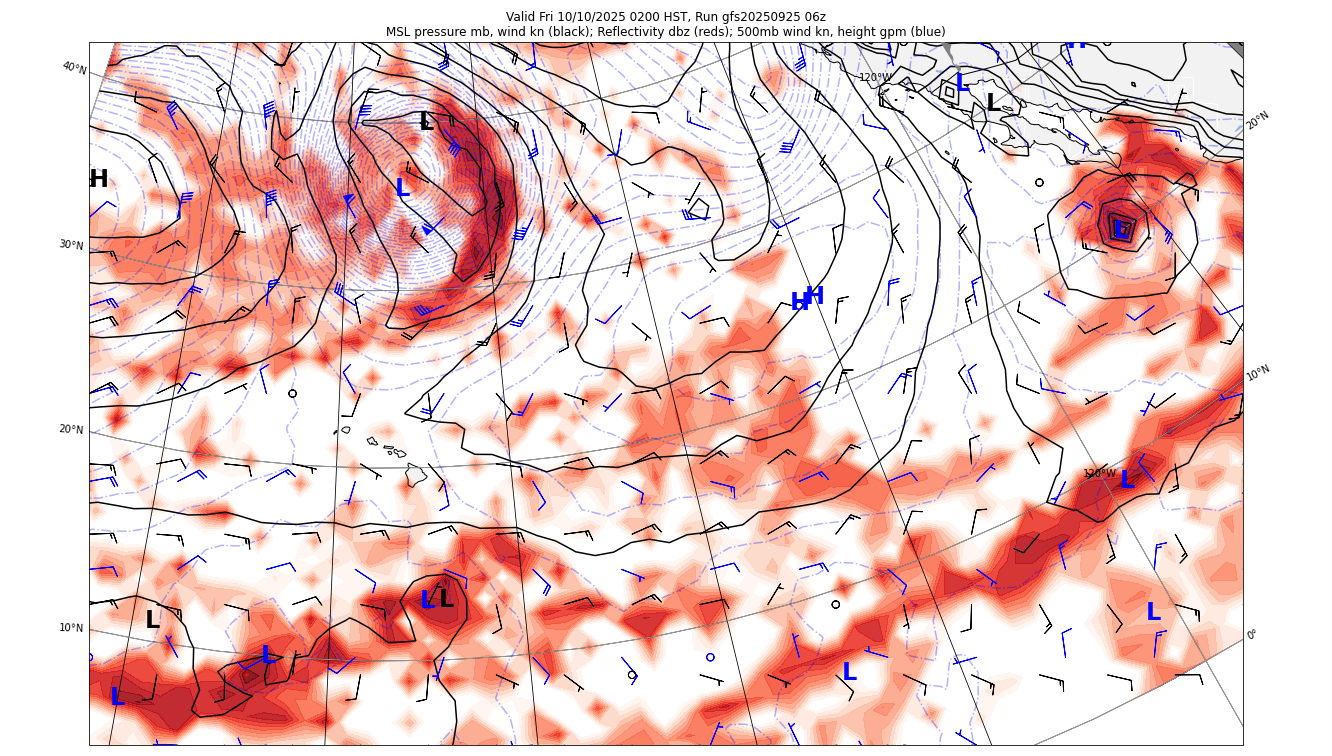 Valid Fri 10/10/2025 0200 HST, Run gfs20250925 06z
MSL pressure mb, wind kn (black); Reflectivity dbz (reds); 500mb wind kn, height gpm (blue)
H
40°N
120°W
L
L
20°N
L
H
L
L
30°N
H H
10°N
20°N
120°W
L
L L
L
L
10°N
0°
L
L
L